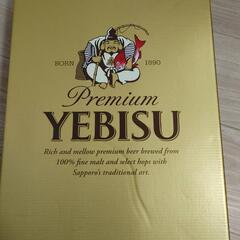 BORN 1890
Premium
YEBISU
Rich and mellow premium beer brewed from
100% fine malt and select hops with
Sapporo's traditional art.